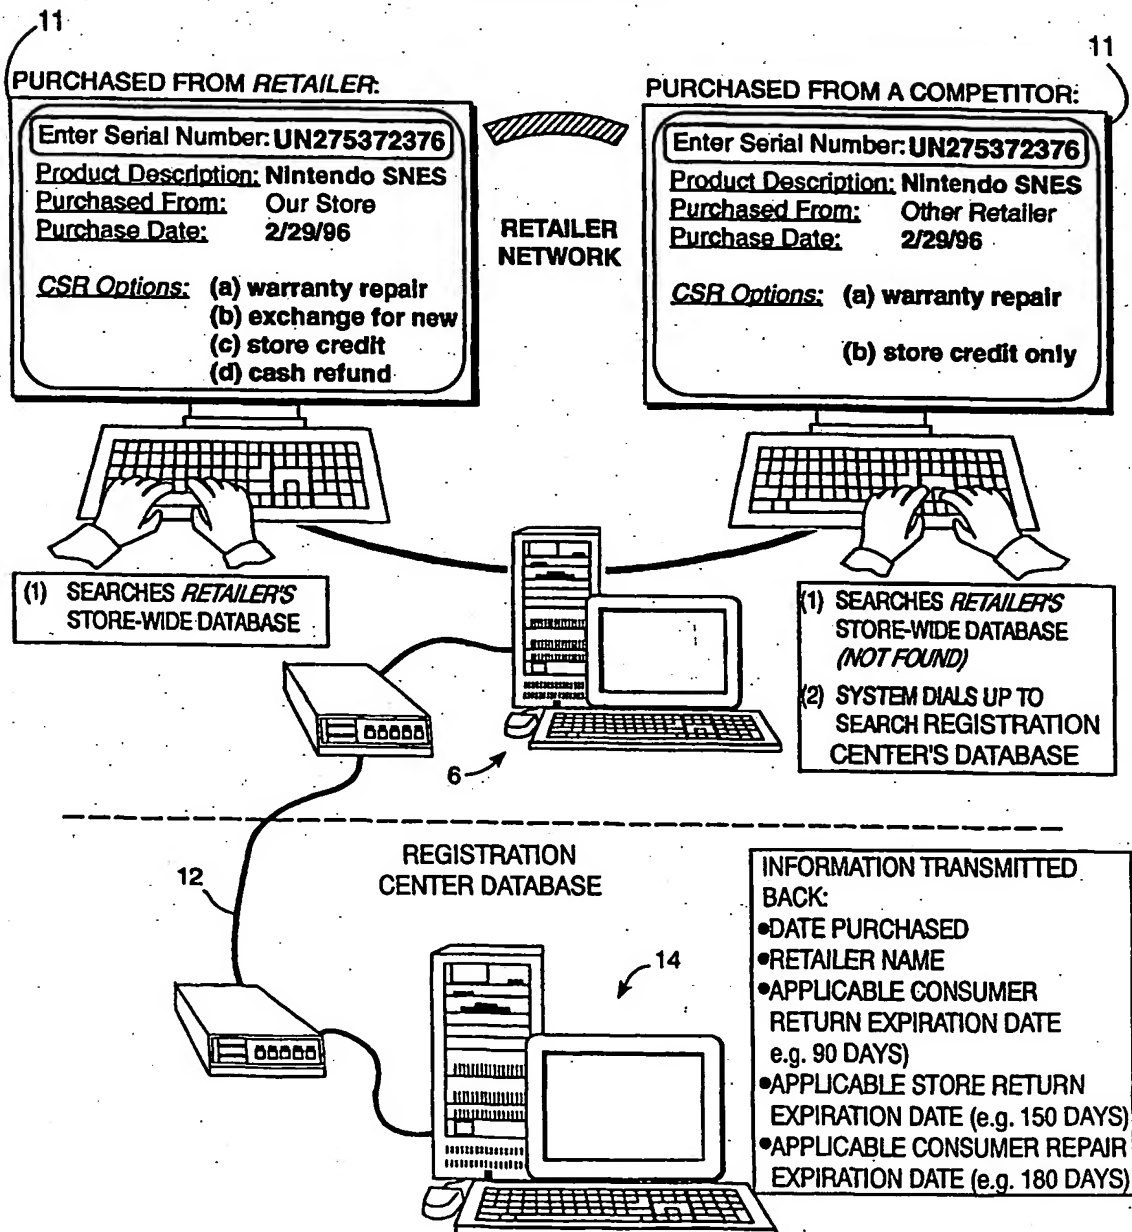 11
PURCHASED FROM RETAILER:
Enter Serial Number: UN275372376
Product Description: Nintendo SNES
Purchased From: Our Store
Purchase Date: 2/29/96
CSR Options: (a) warranty repair
(b) exchange for new
(c) store credit
(d) cash refund
RETAILER
NETWORK
11
PURCHASED FROM A COMPETITOR:
Enter Serial Number: UN275372376
Product Description: Nintendo SNES
Purchased From: Other Retailer
Purchase Date: 2/29/96
CSR Options: (a) warranty repair
(b) store credit only
(1) SEARCHES RETAILER'S
STORE-WIDE DATABASE
(1) SEARCHES RETAILER'S
STORE-WIDE DATABASE
(NOT FOUND)
(2) SYSTEM DIALS UP TO
SEARCH REGISTRATION
CENTER'S DATABASE
6
12
REGISTRATION
CENTER DATABASE
14
INFORMATION TRANSMITTED
BACK:
•DATE PURCHASED
•RETAILER NAME
•APPLICABLE CONSUMER
RETURN EXPIRATION DATE
e.g. 90 DAYS)
•APPLICABLE STORE RETURN
EXPIRATION DATE (e.g. 150 DAYS)
•APPLICABLE CONSUMER REPAIR
EXPIRATION DATE (e.g. 180 DAYS)